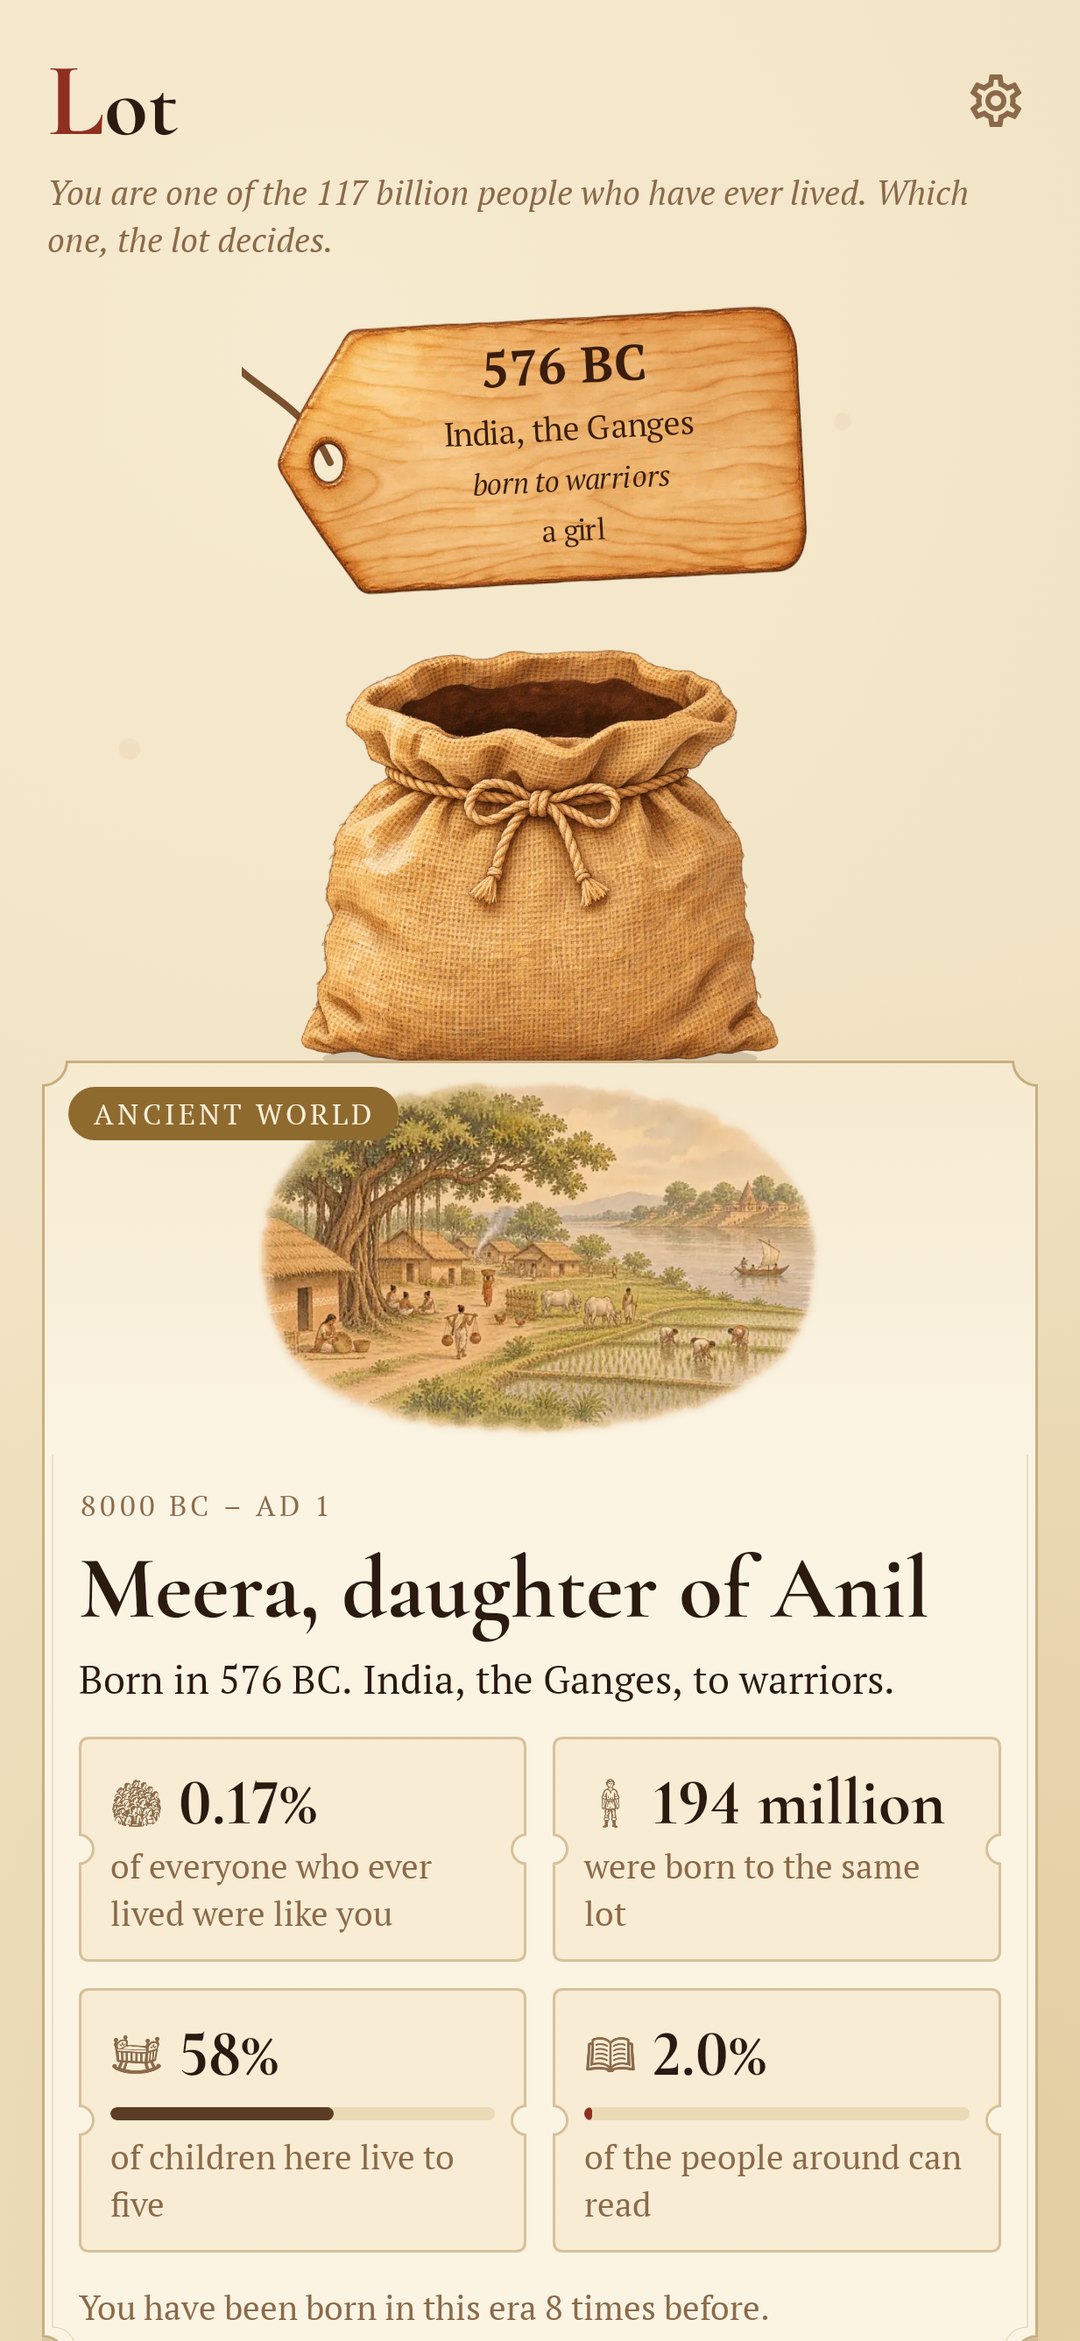 Lot
You are one of the 117 billion people who have ever lived. Which
one, the lot decides.
576 BC
India, the Ganges
born to warriors
a girl
ANCIENT WORLD
8000 BC – AD 1
Meera, daughter of Anil
Born in 576 BC. India, the Ganges, to warriors.
0.17%
of everyone who ever
lived were like you
194 million
were born to the same
lot
58%
of children here live to
five
2.0%
of the people around can
read
You have been born in this era 8 times before.